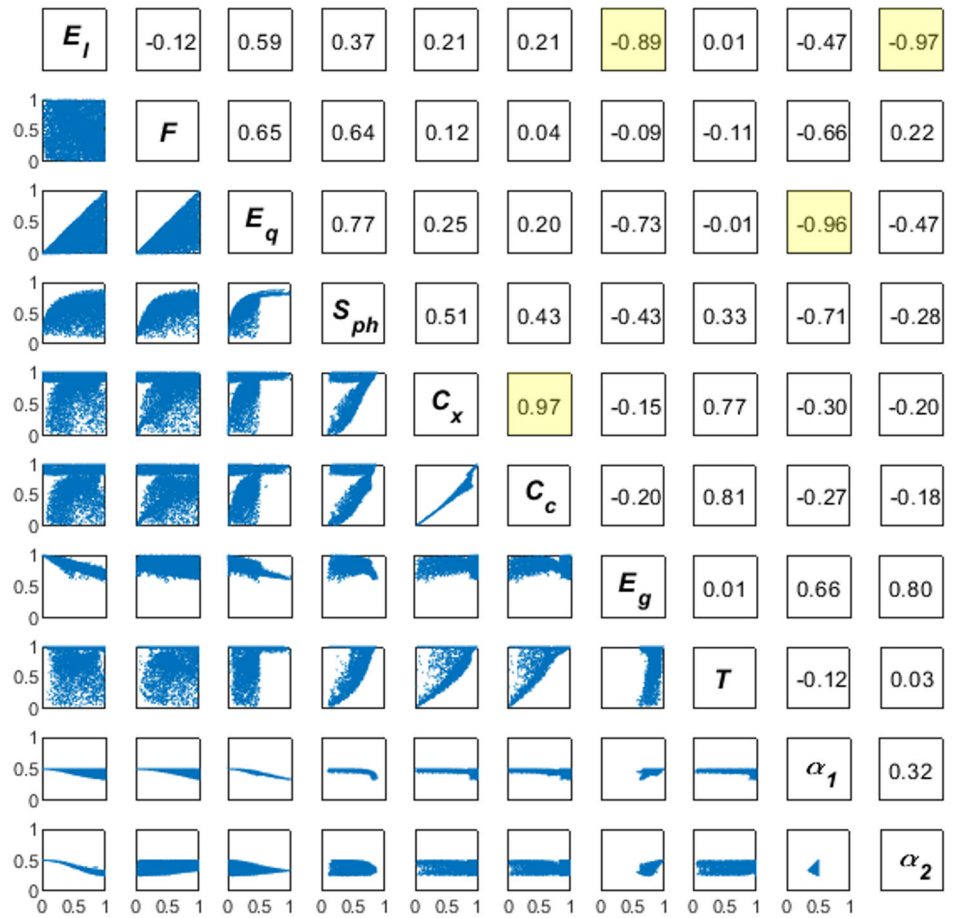 E_l -0.12 0.59 0.37 0.21 0.21 -0.89 0.01 -0.47 -0.97
1
0.5 F 0.65 0.64 0.12 0.04 -0.09 -0.11 -0.66 0.22
0
1
0.5 E_q 0.77 0.25 0.20 -0.73 -0.01 -0.96 -0.47
0
1
0.5 S_ph 0.51 0.43 -0.43 0.33 -0.71 -0.28
0
1
0.5 C_x 0.97 -0.15 0.77 -0.30 -0.20
0
1
0.5 C_c -0.20 0.81 -0.27 -0.18
0
1
0.5 E_g 0.01 0.66 0.80
0
1
0.5 T -0.12 0.03
0
1
0.5 α_1 0.32
0
1
0.5 α_2
0
0 0.5 1 0 0.5 1 0 0.5 1 0 0.5 1 0 0.5 1 0 0.5 1 0 0.5 1 0 0.5 1 0 0.5 1 0 0.5 1